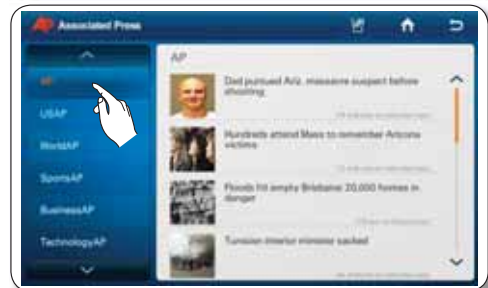 Associated Press
AP
USAP
WorldAP
SportsAP
BusinessAP
TechnologyAP
AP
Dad pursued Ariz. massacre suspect before
shooting
Hundreds attend Mass to remember Arizona
victims
Floods hit empty Brisbane; 20,000 homes in
danger
Tunisian interior minister sacked